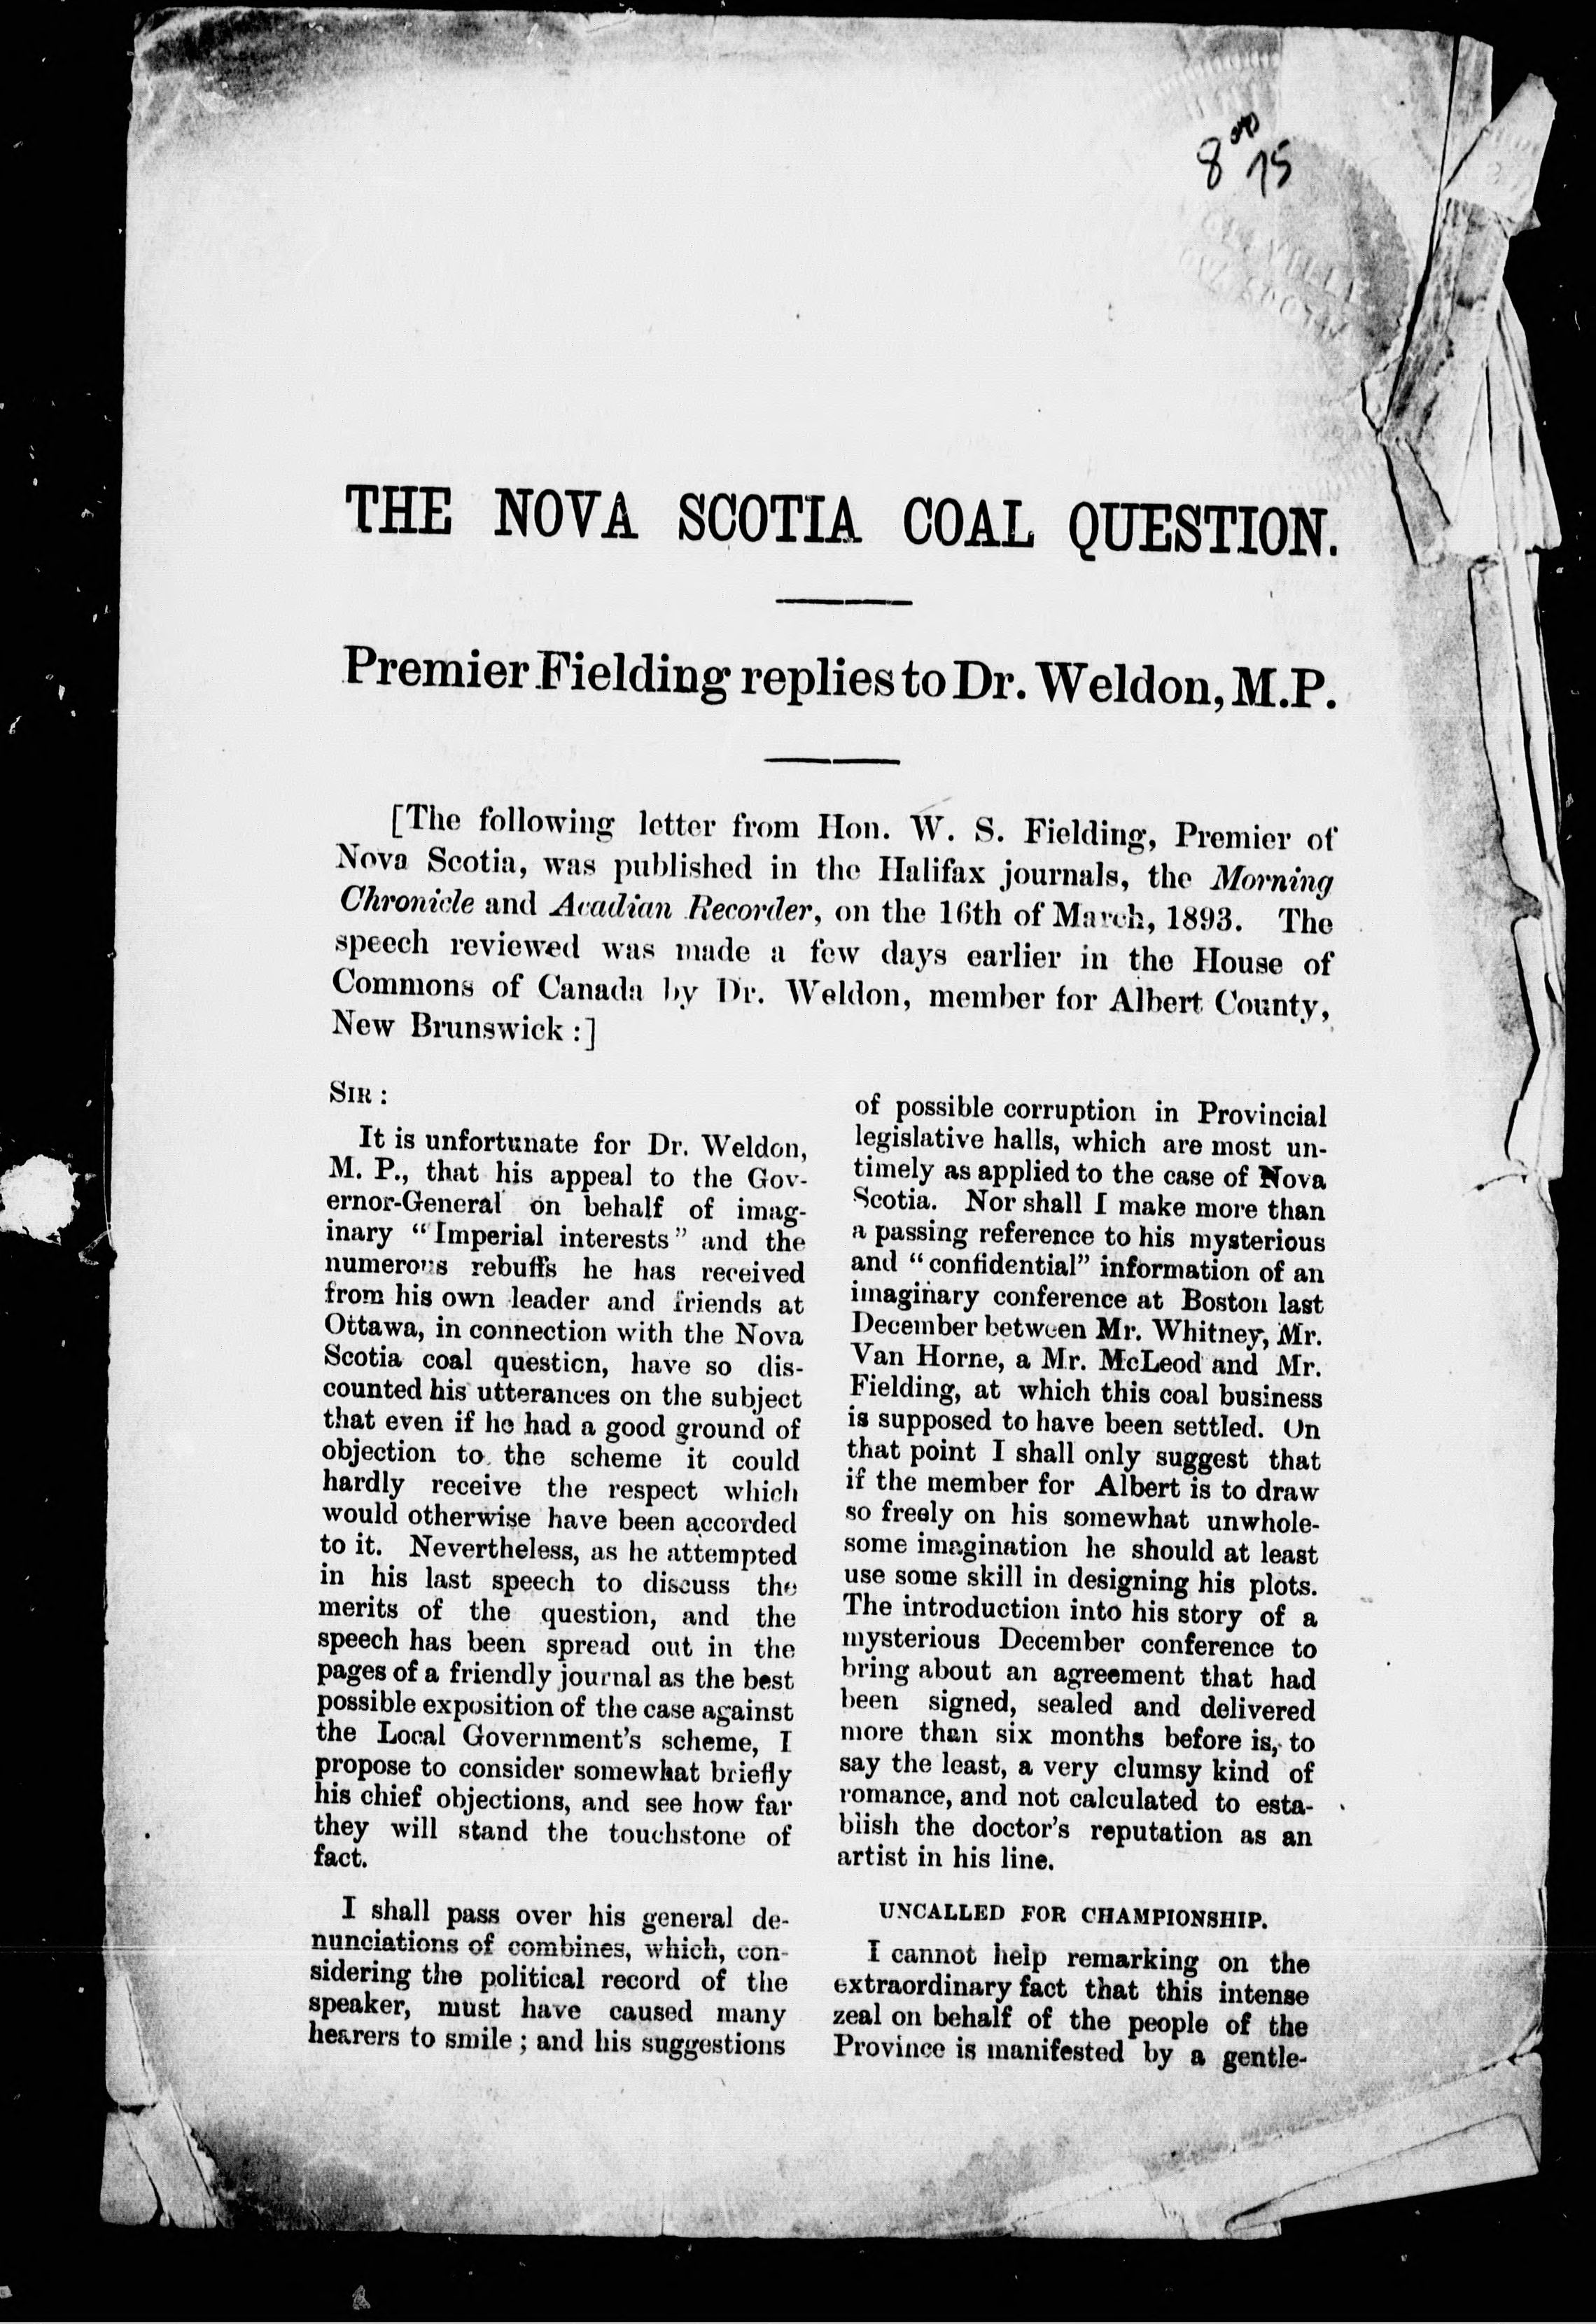 8 00
75
THE NOVA SCOTIA COAL QUESTION.
Premier Fielding replies to Dr. Weldon, M.P.
[The following letter from Hon. W. S. Fielding, Premier of
Nova Scotia, was published in the Halifax journals, the Morning
Chronicle and Acadian Recorder, on the 16th of March, 1893. The
speech reviewed was made a few days earlier in the House of
Commons of Canada by Dr. Weldon, member for Albert County,
New Brunswick :]
SIR :
It is unfortunate for Dr. Weldon,
M. P., that his appeal to the Gov-
ernor-General on behalf of imag-
inary "Imperial interests" and the
numerous rebuffs he has received
from his own leader and friends at
Ottawa, in connection with the Nova
Scotia coal question, have so dis-
counted his utterances on the subject
that even if he had a good ground of
objection to the scheme it could
hardly receive the respect which
would otherwise have been accorded
to it. Nevertheless, as he attempted
in his last speech to discuss the
merits of the question, and the
speech has been spread out in the
pages of a friendly journal as the best
possible exposition of the case against
the Local Government's scheme, I
propose to consider somewhat briefly
his chief objections, and see how far
they will stand the touchstone of
fact.
I shall pass over his general de-
nunciations of combines, which, con-
sidering the political record of the
speaker, must have caused many
hearers to smile ; and his suggestions
of possible corruption in Provincial
legislative halls, which are most un-
timely as applied to the case of Nova
Scotia. Nor shall I make more than
a passing reference to his mysterious
and "confidential" information of an
imaginary conference at Boston last
December between Mr. Whitney, Mr.
Van Horne, a Mr. McLeod and Mr.
Fielding, at which this coal business
is supposed to have been settled. On
that point I shall only suggest that
if the member for Albert is to draw
so freely on his somewhat unwhole-
some imagination he should at least
use some skill in designing his plots.
The introduction into his story of a
mysterious December conference to
bring about an agreement that had
been signed, sealed and delivered
more than six months before is, to
say the least, a very clumsy kind of
romance, and not calculated to esta-
blish the doctor's reputation as an
artist in his line.
UNCALLED FOR CHAMPIONSHIP.
I cannot help remarking on the
extraordinary fact that this intense
zeal on behalf of the people of the
Province is manifested by a gentle-